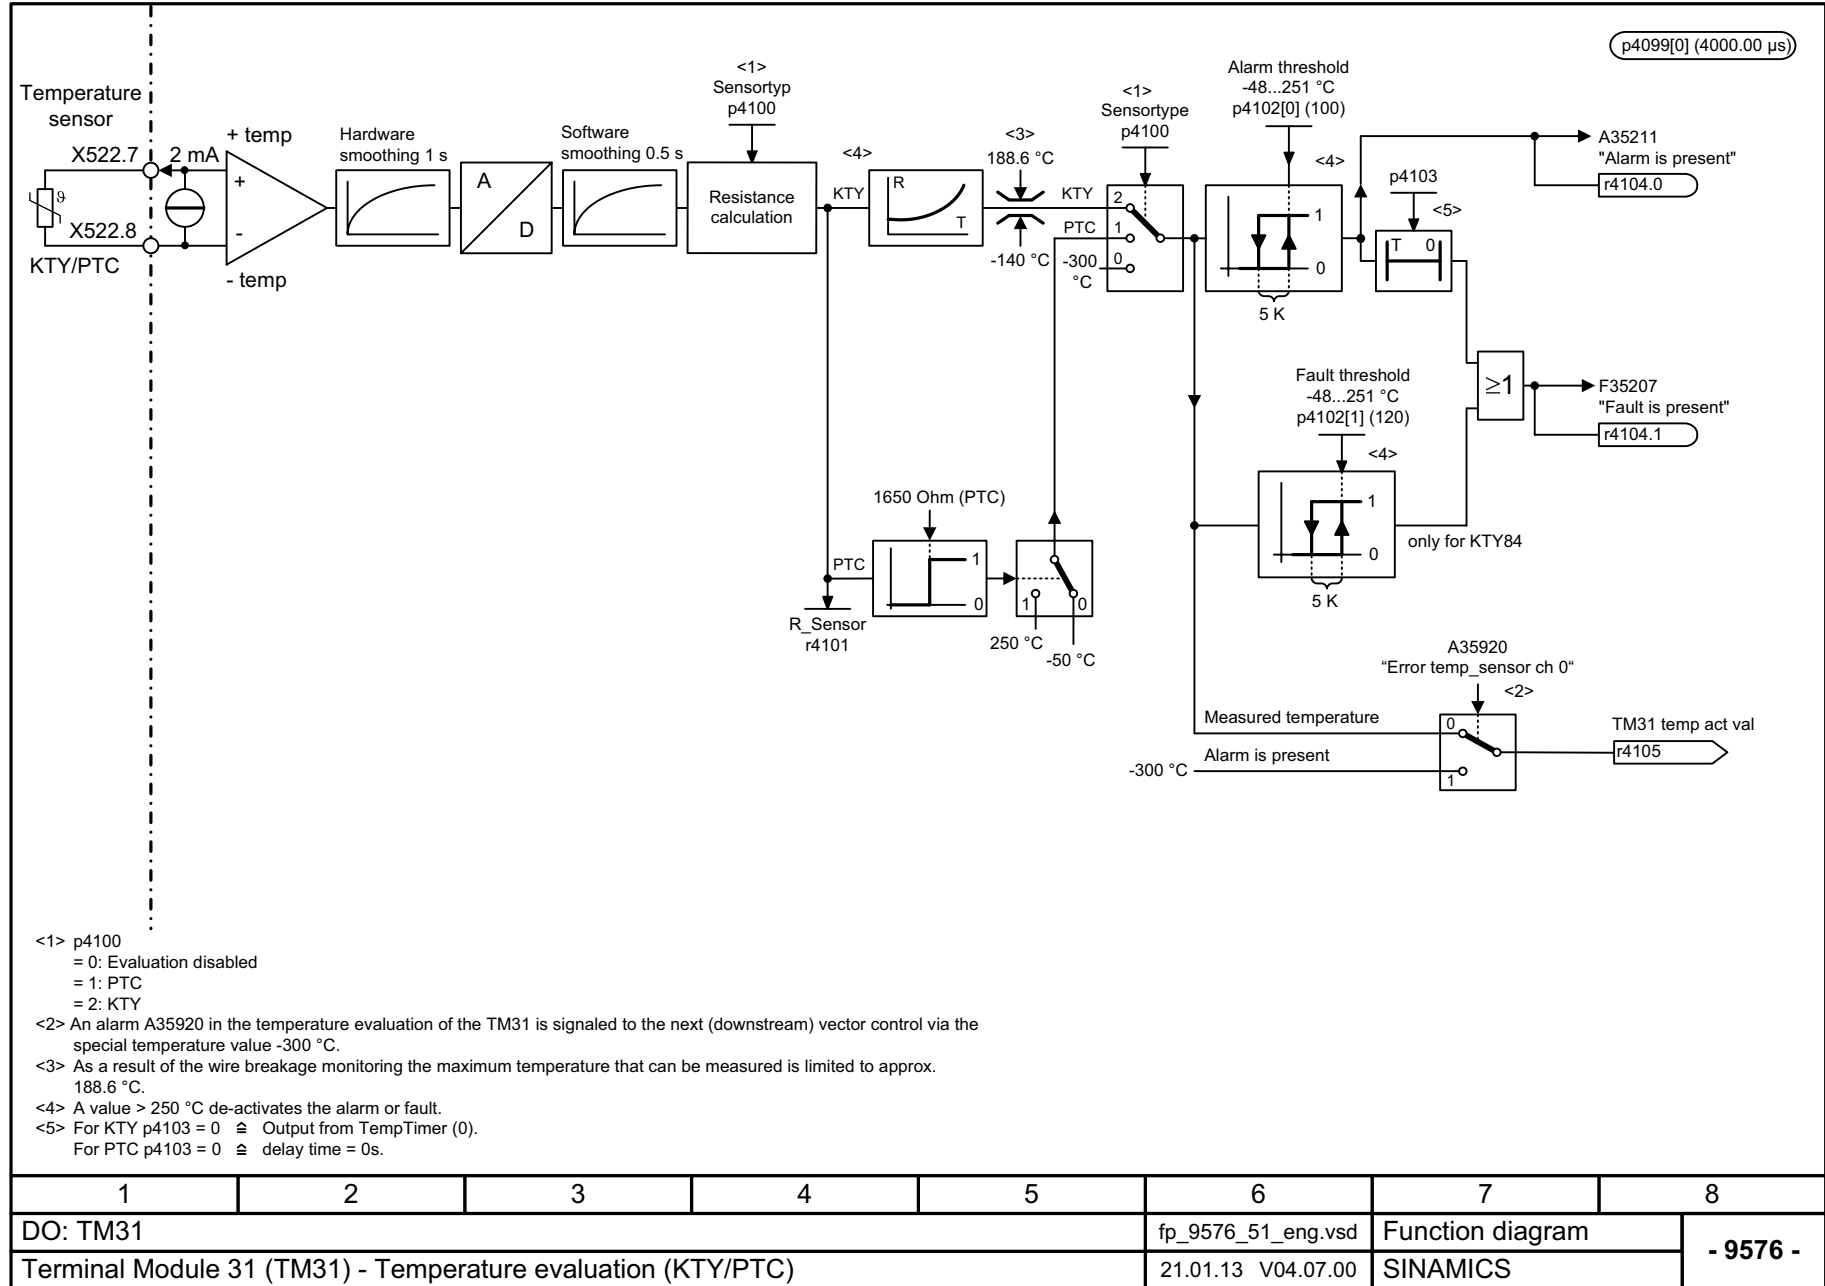 p4099[0] (4000.00 µs)
Temperature
sensor
X522.7
2 mA
ϑ
X522.8
KTY/PTC
+ temp
+
-
- temp
Hardware
smoothing 1 s
A
D
Software
smoothing 0.5 s
<1>
Sensortyp
p4100
Resistance
calculation
<4>
KTY
R
T
<3>
188.6 °C
-140 °C
KTY
PTC
-300
°C
<1>
Sensortype
p4100
2
1
0
Alarm threshold
-48...251 °C
p4102[0] (100)
<4>
1
0
5 K
p4103
<5>
T 0
A35211
"Alarm is present"
r4104.0
≥1
F35207
"Fault is present"
r4104.1
Fault threshold
-48...251 °C
p4102[1] (120)
<4>
1
0
5 K
only for KTY84
1650 Ohm (PTC)
PTC
1
0
R_Sensor
r4101
1
0
250 °C
-50 °C
A35920
“Error temp_sensor ch 0“
<2>
Measured temperature
0
Alarm is present
-300 °C
1
TM31 temp act val
r4105
<1> p4100
= 0: Evaluation disabled
= 1: PTC
= 2: KTY
<2> An alarm A35920 in the temperature evaluation of the TM31 is signaled to the next (downstream) vector control via the
special temperature value -300 °C.
<3> As a result of the wire breakage monitoring the maximum temperature that can be measured is limited to approx.
188.6 °C.
<4> A value > 250 °C de-activates the alarm or fault.
<5> For KTY p4103 = 0 ≙ Output from TempTimer (0).
For PTC p4103 = 0 ≙ delay time = 0s.
1 2 3 4 5 6 7 8
DO: TM31
fp_9576_51_eng.vsd
Function diagram
- 9576 -
Terminal Module 31 (TM31) - Temperature evaluation (KTY/PTC)
21.01.13 V04.07.00
SINAMICS